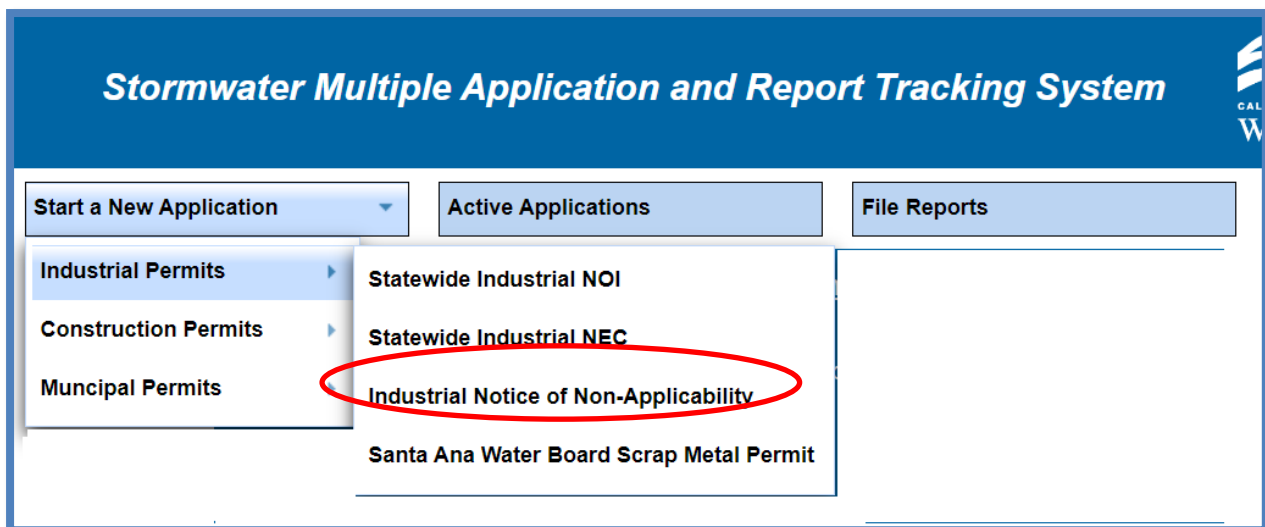 Stormwater Multiple Application and Report Tracking System
CAL
W
Start a New Application
Active Applications
File Reports
Industrial Permits
Construction Permits
Muncipal Permits
Statewide Industrial NOI
Statewide Industrial NEC
Industrial Notice of Non-Applicability
Santa Ana Water Board Scrap Metal Permit